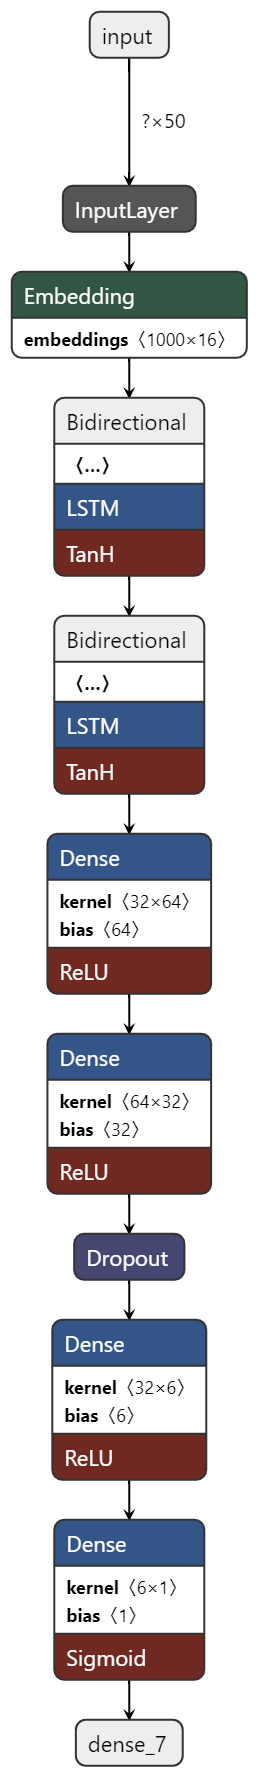 input
?×50
InputLayer
Embedding
embeddings ⟨1000×16⟩
Bidirectional
⟨...⟩
LSTM
TanH
Bidirectional
⟨...⟩
LSTM
TanH
Dense
kernel ⟨32×64⟩
bias ⟨64⟩
ReLU
Dense
kernel ⟨64×32⟩
bias ⟨32⟩
ReLU
Dropout
Dense
kernel ⟨32×6⟩
bias ⟨6⟩
ReLU
Dense
kernel ⟨6×1⟩
bias ⟨1⟩
Sigmoid
dense_7